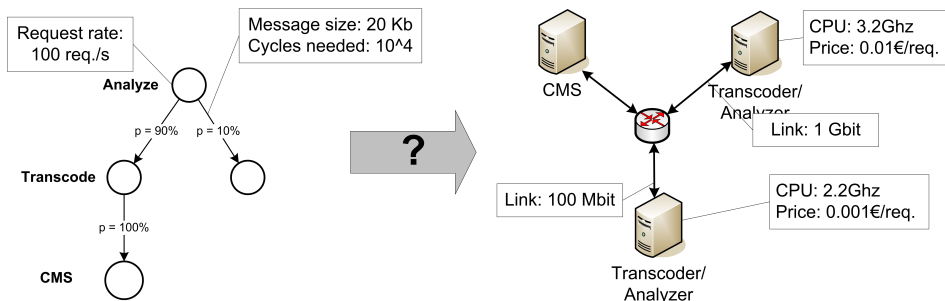 Request rate:
100 req./s
Message size: 20 Kb
Cycles needed: 10^4
Analyze
p = 90%
p = 10%
Transcode
p = 100%
CMS
?
CMS
CPU: 3.2Ghz
Price: 0.01€/req.
Transcoder/
Analyzer
Link: 1 Gbit
Link: 100 Mbit
CPU: 2.2Ghz
Price: 0.001€/req.
Transcoder/
Analyzer